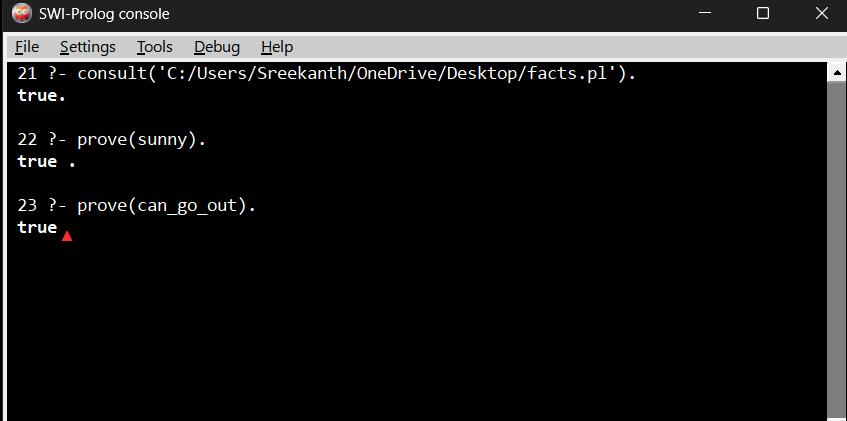 SWI-Prolog console
File Settings Tools Debug Help
21 ?- consult('C:/Users/Sreekanth/OneDrive/Desktop/facts.pl').
true.
22 ?- prove(sunny).
true .
23 ?- prove(can_go_out).
true